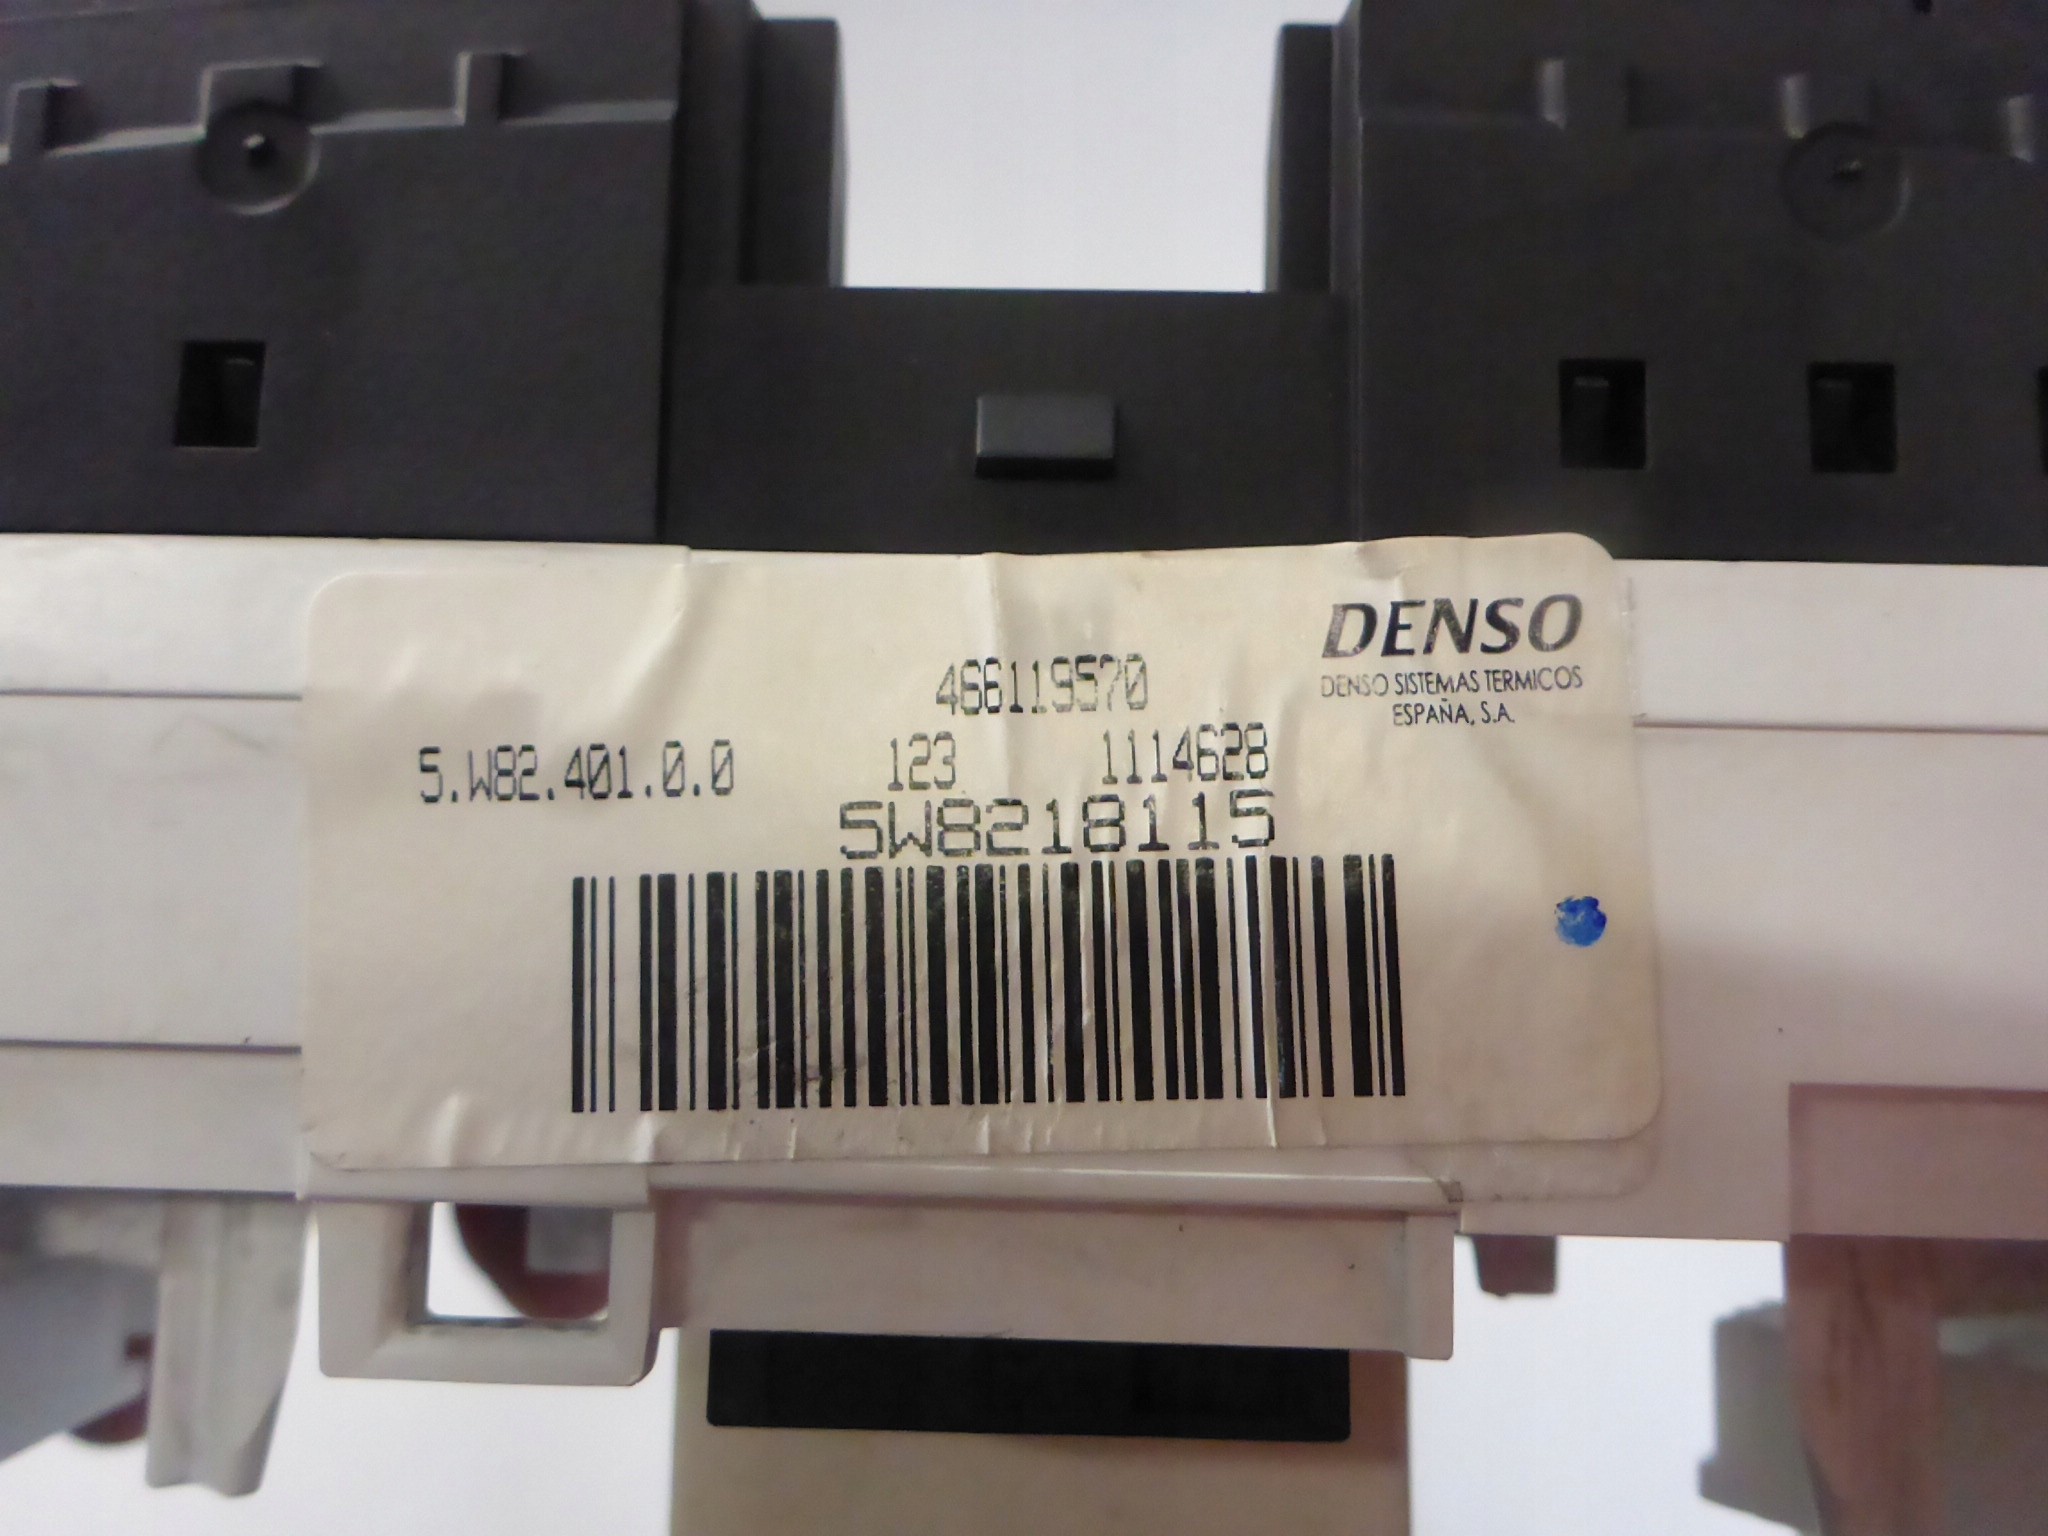 DENSO
DENSO SISTEMAS TERMICOS
ESPAÑA, S.A.
466119570
5.W82.401.0.0 123 1114628
5W8218115